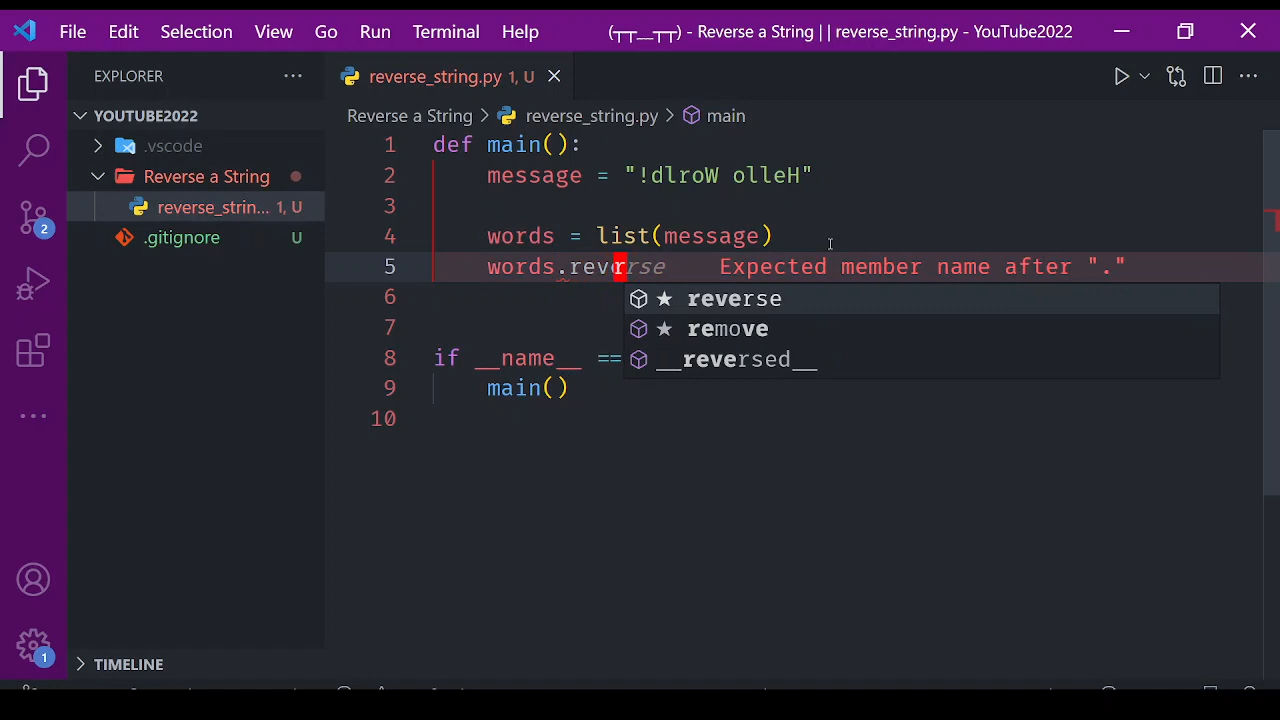 File Edit Selection View Go Run Terminal Help (┬┬__┬┬) - Reverse a String || reverse_string.py - YouTube2022
EXPLORER ···
reverse_string.py 1, U
YOUTUBE2022
.vscode
Reverse a String
reverse_strin... 1, U
.gitignore U
2
1
TIMELINE
Reverse a String > reverse_string.py > main
1 def main():
2 message = "!dlroW olleH"
3
4 words = list(message)
5 words.reverse Expected member name after "."
reverse
remove
__reversed__
6
7
8 if __name__ ==
9 main()
10